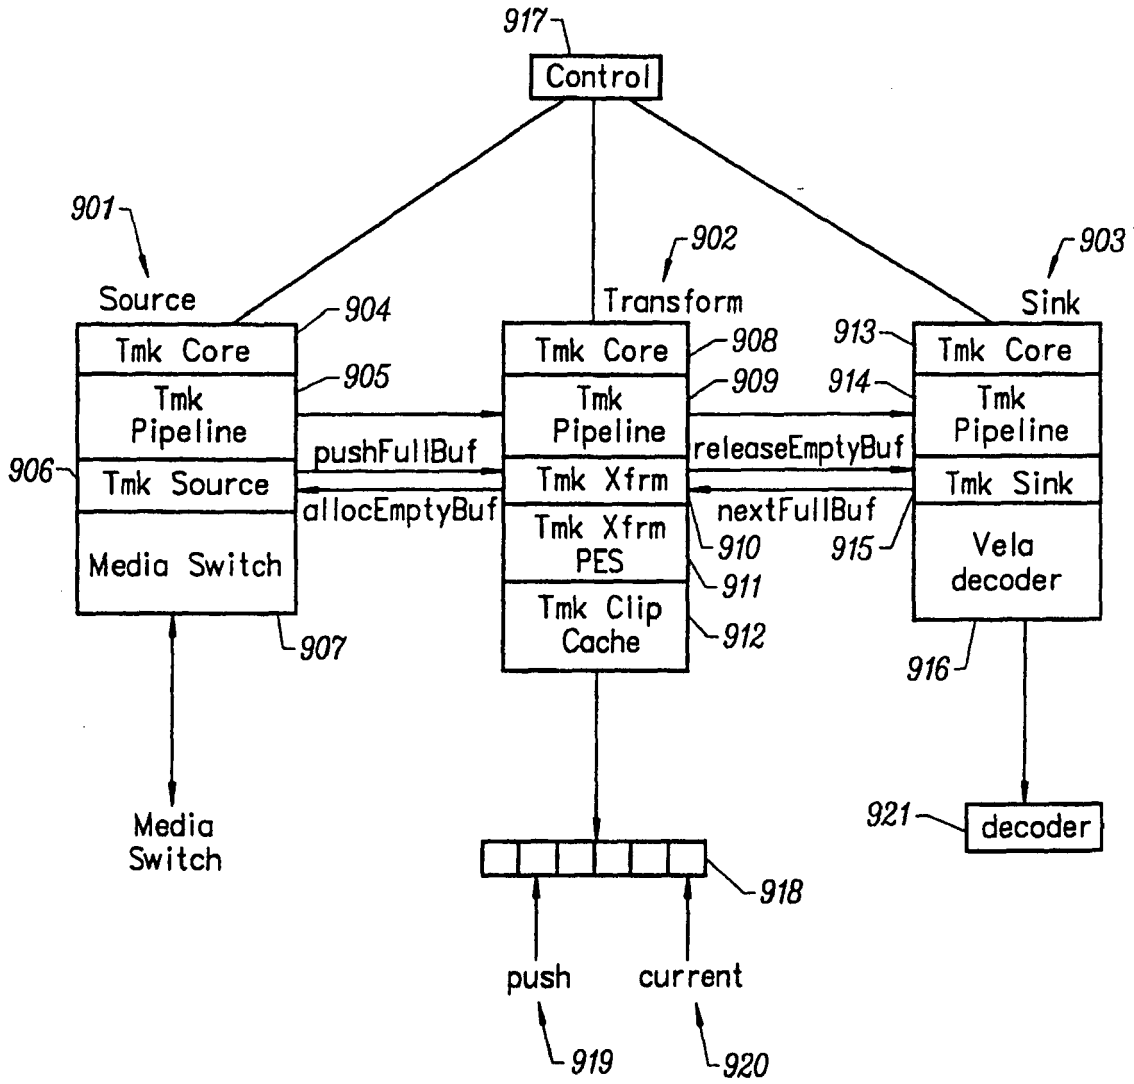 917
Control
901
902
903
Source
Transform
Sink
904
908
913
Tmk Core
Tmk Core
Tmk Core
905
909
914
Tmk
Pipeline
Tmk
Pipeline
Tmk
Pipeline
pushFullBuf
releaseEmptyBuf
906
Tmk Source
Tmk Xfrm
Tmk Sink
allocEmptyBuf
nextFullBuf
910
915
Media Switch
Tmk Xfrm
PES
Vela
decoder
911
907
Tmk Clip
Cache
912
916
Media
Switch
921
decoder
918
push
current
919
920